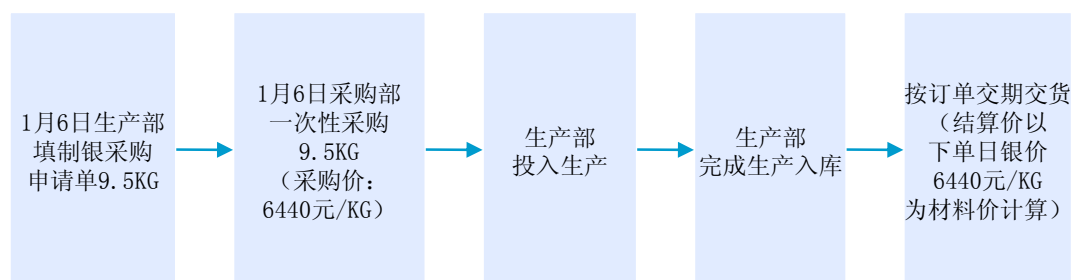 1月6日生产部
填制银采购
申请单9.5KG
1月6日采购部
一次性采购
9.5KG
（采购价：
6440元/KG）
生产部
投入生产
生产部
完成生产入库
按订单交期交货
（结算价以
下单日银价
6440元/KG
为材料价计算）